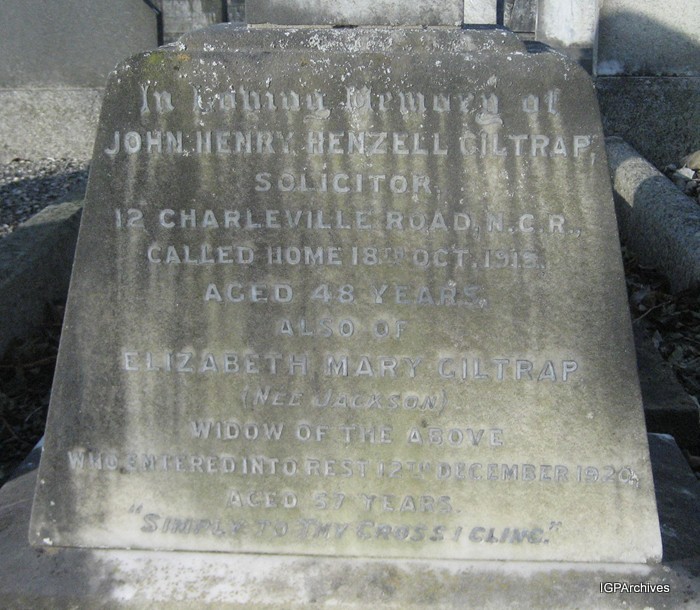 In Loving Memory of
JOHN HENRY HENZELL GILTRAP,
SOLICITOR,
12 CHARLEVILLE ROAD, N.C.R.,
CALLED HOME 18TH OCT. 1915.
AGED 48 YEARS,
ALSO OF
ELIZABETH MARY GILTRAP
(NEE JACKSON)
WIDOW OF THE ABOVE
WHO ENTERED INTO REST 12TH DECEMBER 1920,
AGED 57 YEARS.
"SIMPLY TO THY CROSS I CLING."
IGPArchives